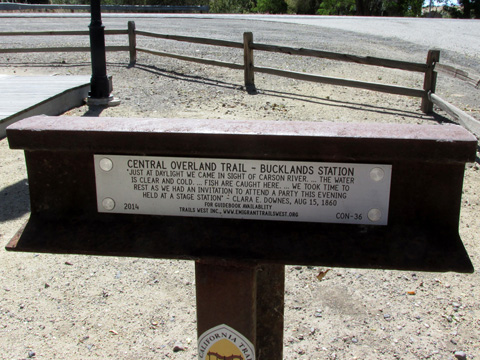 CENTRAL OVERLAND TRAIL - BUCKLANDS STATION
"JUST AT DAYLIGHT WE CAME IN SIGHT OF CARSON RIVER. ... THE WATER
IS CLEAR AND COLD. ... FISH ARE CAUGHT HERE. ... WE TOOK TIME TO
REST AS WE HAD AN INVITATION TO ATTEND A PARTY THIS EVENING
HELD AT A STAGE STATION" - CLARA E. DOWNES, AUG 15, 1860
FOR GUIDEBOOK AVAILABLITY
2014 TRAILS WEST INC., WWW.EMIGRANTTRAILSWEST.ORG CON-36
CALIFORNIA TRAIL